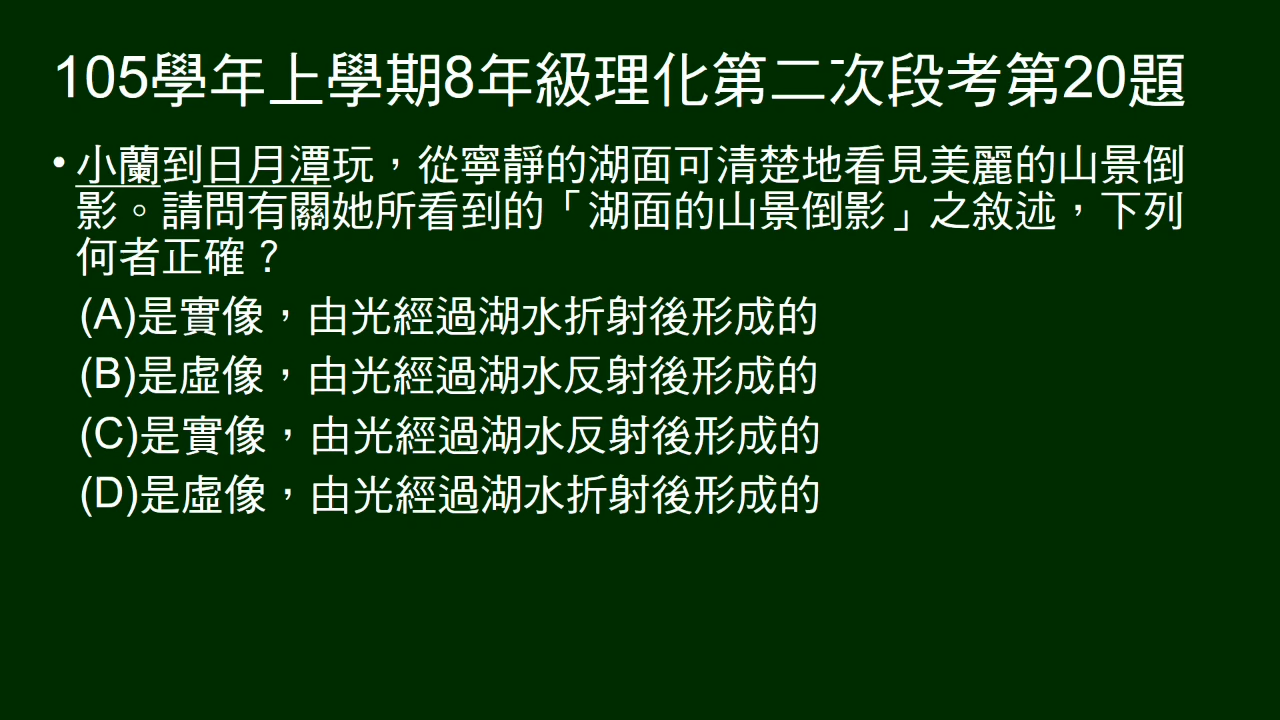 105學年上學期8年級理化第二次段考第20題
• 小蘭到日月潭玩，從寧靜的湖面可清楚地看見美麗的山景倒
影。請問有關她所看到的「湖面的山景倒影」之敘述，下列
何者正確？
(A)是實像，由光經過湖水折射後形成的
(B)是虛像，由光經過湖水反射後形成的
(C)是實像，由光經過湖水反射後形成的
(D)是虛像，由光經過湖水折射後形成的